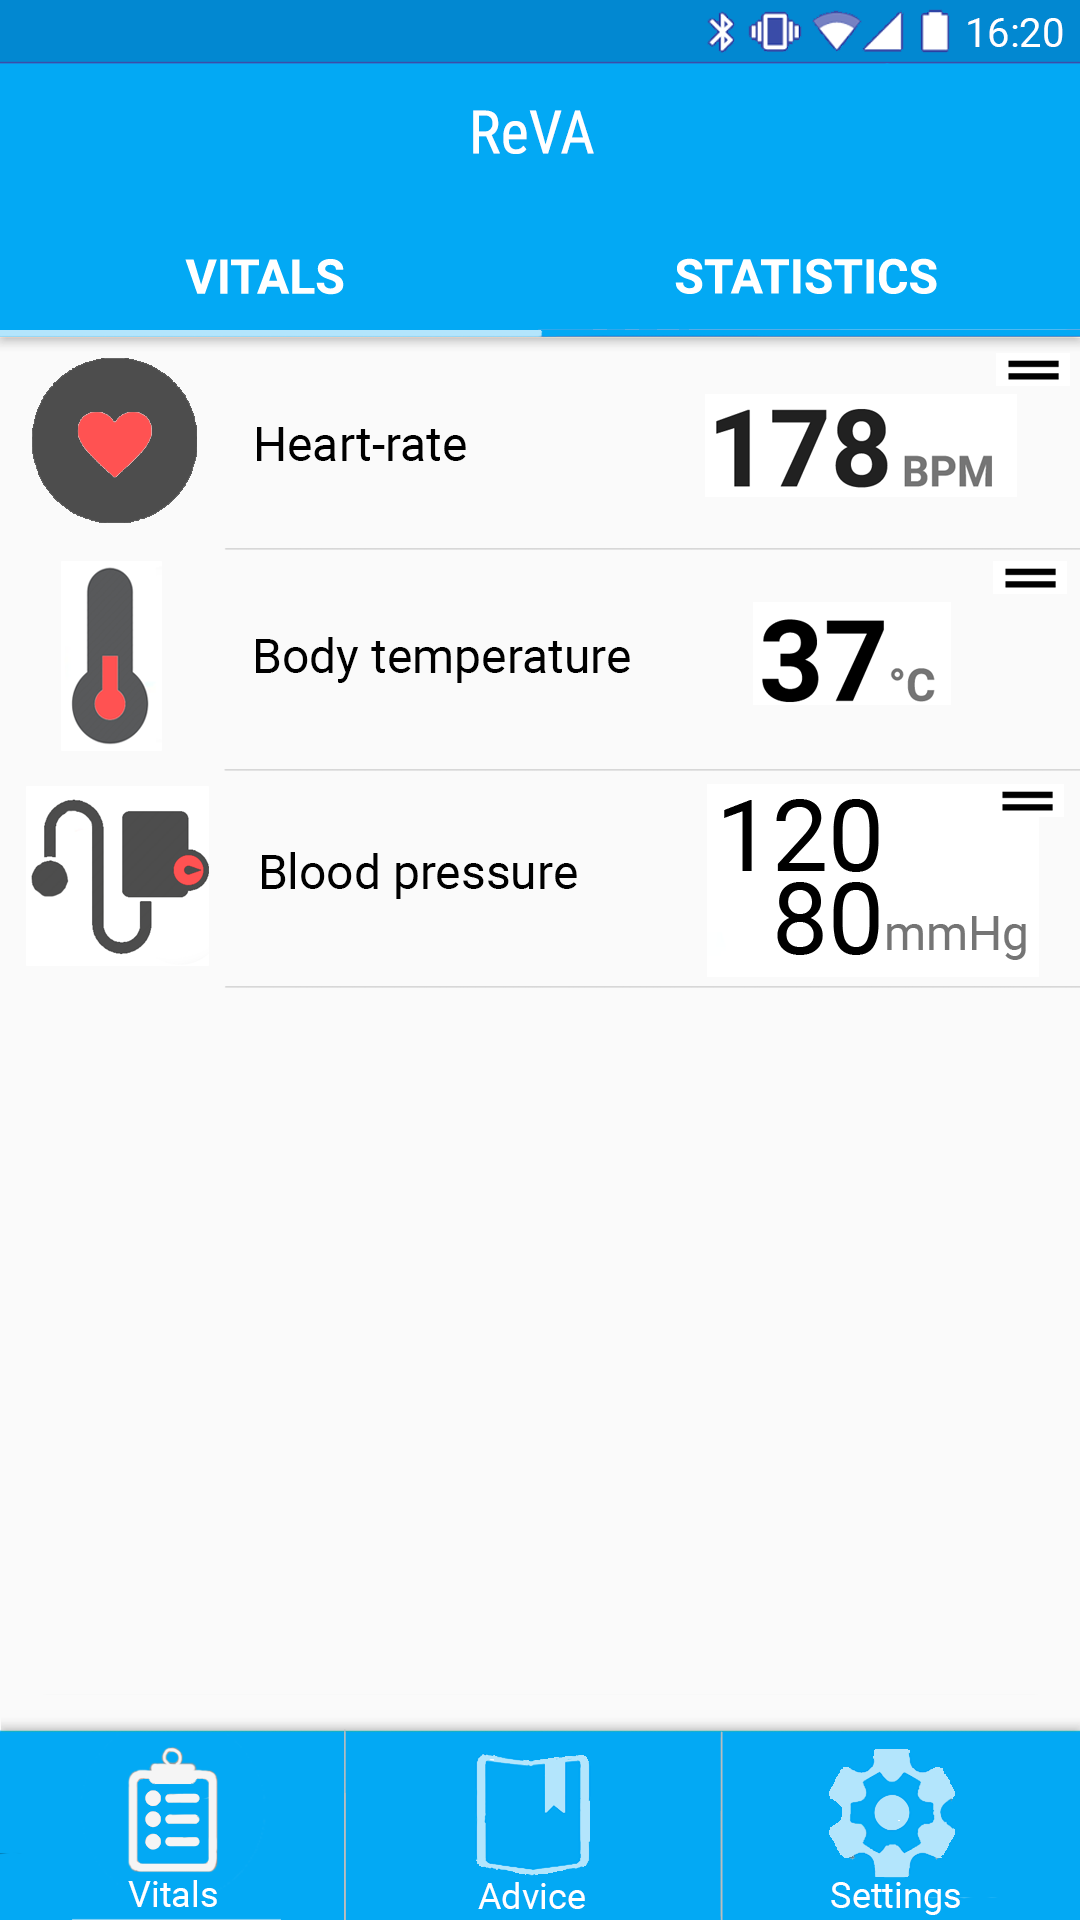 16:20
ReVA
VITALS
STATISTICS
Heart-rate
178 BPM
Body temperature
37 °C
Blood pressure
120
80 mmHg
Vitals
Advice
Settings